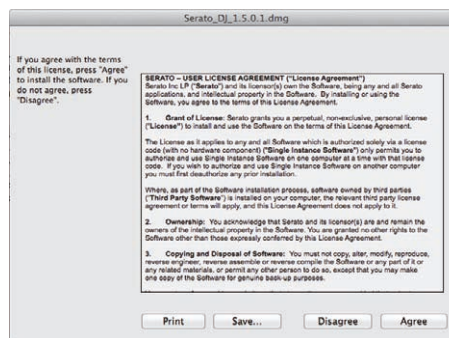 Serato_DJ_1.5.0.1.dmg
If you agree with the terms
of this license, press "Agree"
to install the software. If you
do not agree, press
"Disagree".
SERATO – USER LICENSE AGREEMENT ("License Agreement")
Serato Inc LP ("Serato") and its licensor(s) own the Software, being any and all Serato
applications, and intellectual property in the Software. By installing or using the
Software, you agree to the terms of this License Agreement.
1. Grant of License: Serato grants you a perpetual, non-exclusive, personal license
("License") to install and use the Software on the terms of this License Agreement.
The License as it applies to any and all Software which is authorized solely via a license
code (with no hardware component) ("Single Instance Software") only permits you to
authorize and use Single Instance Software on one computer at a time with that license
code. If you wish to authorize and use Single Instance Software on another computer
you must first deauthorize any prior installation.
Where, as part of the Software installation process, software owned by third parties
("Third Party Software") is installed on your computer, the relevant third party license
agreement or terms will apply, and this License Agreement does not apply to it.
2. Ownership: You acknowledge that Serato and its licensor(s) are and remain the
owners of the intellectual property in the Software. You are granted no other rights to the
Software other than those expressly conferred by this License Agreement.
3. Copying and Disposal of Software: You must not copy, alter, modify, reproduce,
reverse engineer, reverse assemble or reverse compile the Software or any part of it or
any related materials, or permit any other person to do so, except that you may make
one copy of the Software for genuine back-up purposes.
Print Save... Disagree Agree